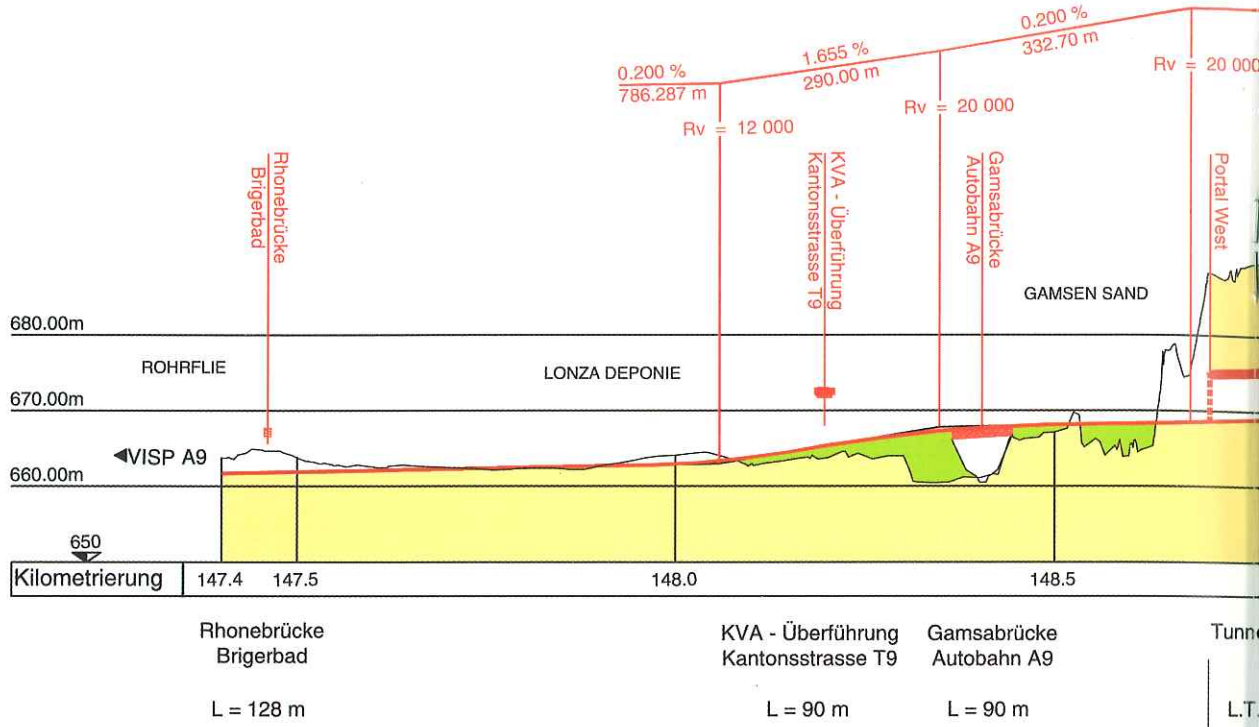 0.200 %
786.287 m
1.655 %
290.00 m
0.200 %
332.70 m
Rv = 12 000
Rv = 20 000
Rv = 20 000
Rhonebrücke
Brigerbad
KVA - Überführung
Kantonsstrasse T9
Gamsabrücke
Autobahn A9
Portal West
GAMSEN SAND
680.00m
ROHRFLIE
LONZA DEPONIE
670.00m
VISP A9
660.00m
650
Kilometrierung
147.4
147.5
148.0
148.5
Rhonebrücke
Brigerbad
L = 128 m
KVA - Überführung
Kantonsstrasse T9
L = 90 m
Gamsabrücke
Autobahn A9
L = 90 m
Tunne
L.T.